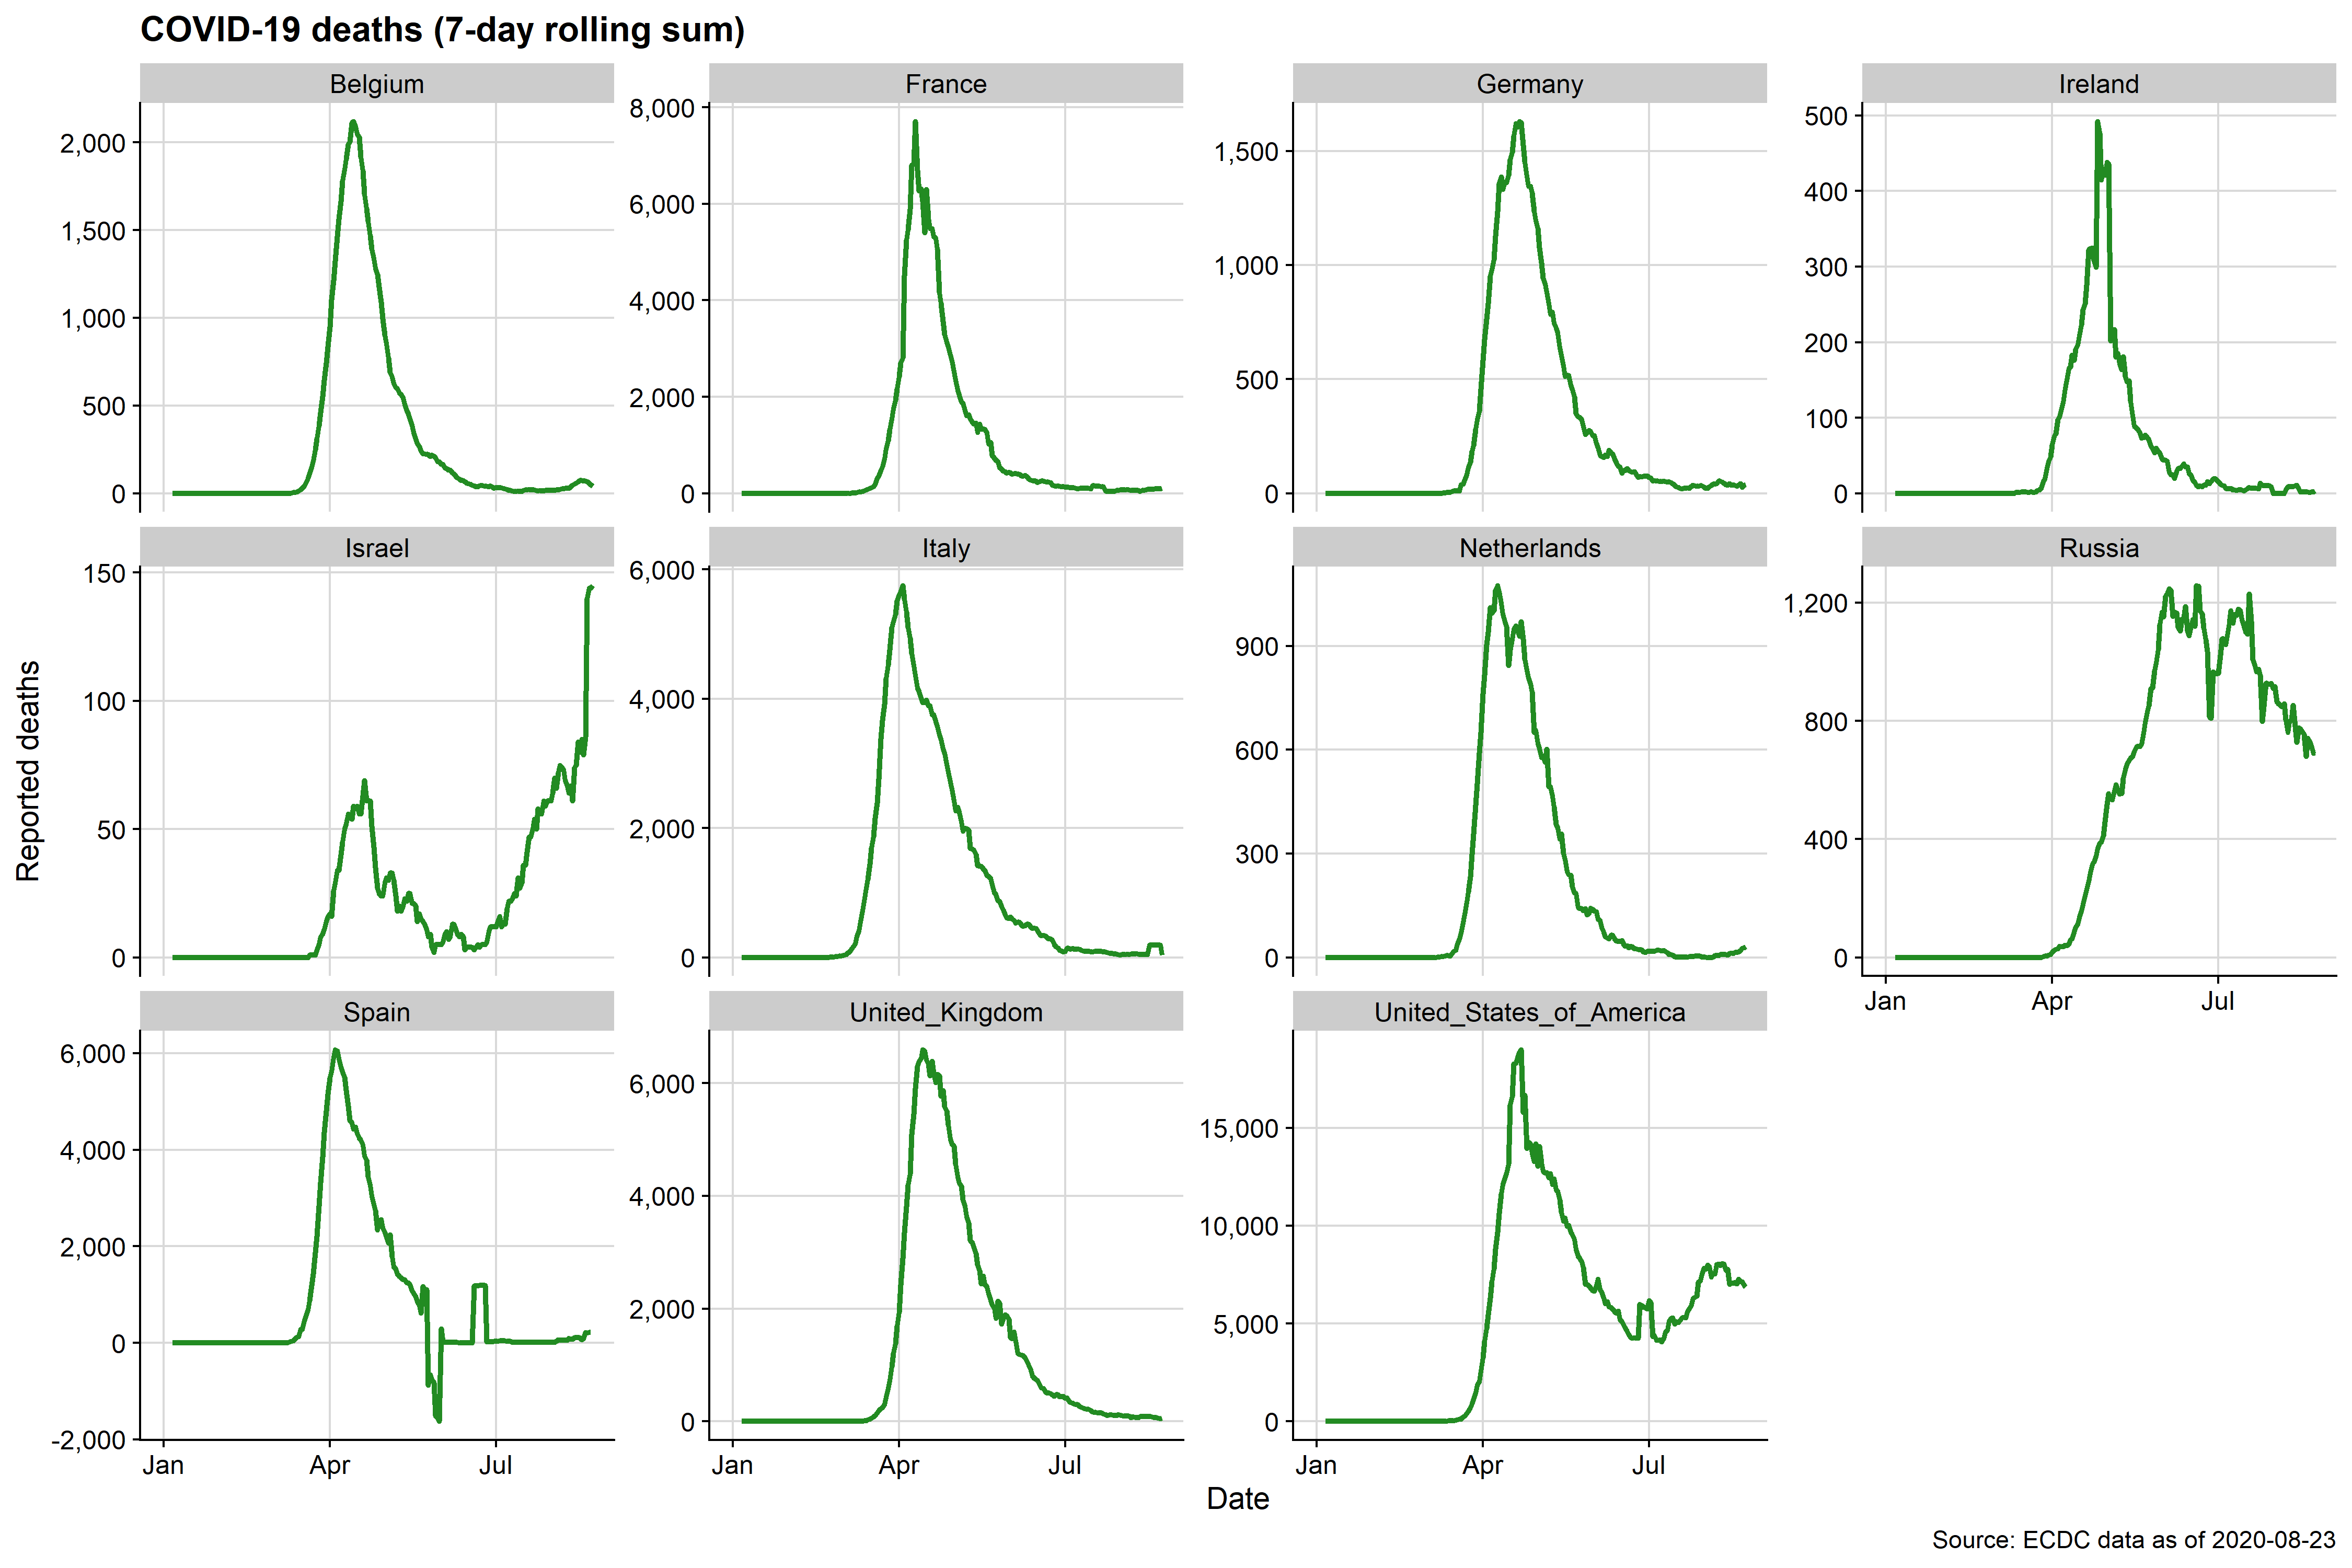 COVID-19 deaths (7-day rolling sum)
Belgium
France
Germany
Ireland
2,000
1,500
1,000
500
0
8,000
6,000
4,000
2,000
0
1,500
1,000
500
0
500
400
300
200
100
0
Israel
Italy
Netherlands
Russia
150
100
50
0
6,000
4,000
2,000
0
900
600
300
0
1,200
800
400
0
Jan Apr Jul
Spain
United_Kingdom
United_States_of_America
6,000
4,000
2,000
0
-2,000
6,000
4,000
2,000
0
15,000
10,000
5,000
0
Jan Apr Jul
Jan Apr Jul
Jan Apr Jul
Reported deaths
Date
Source: ECDC data as of 2020-08-23